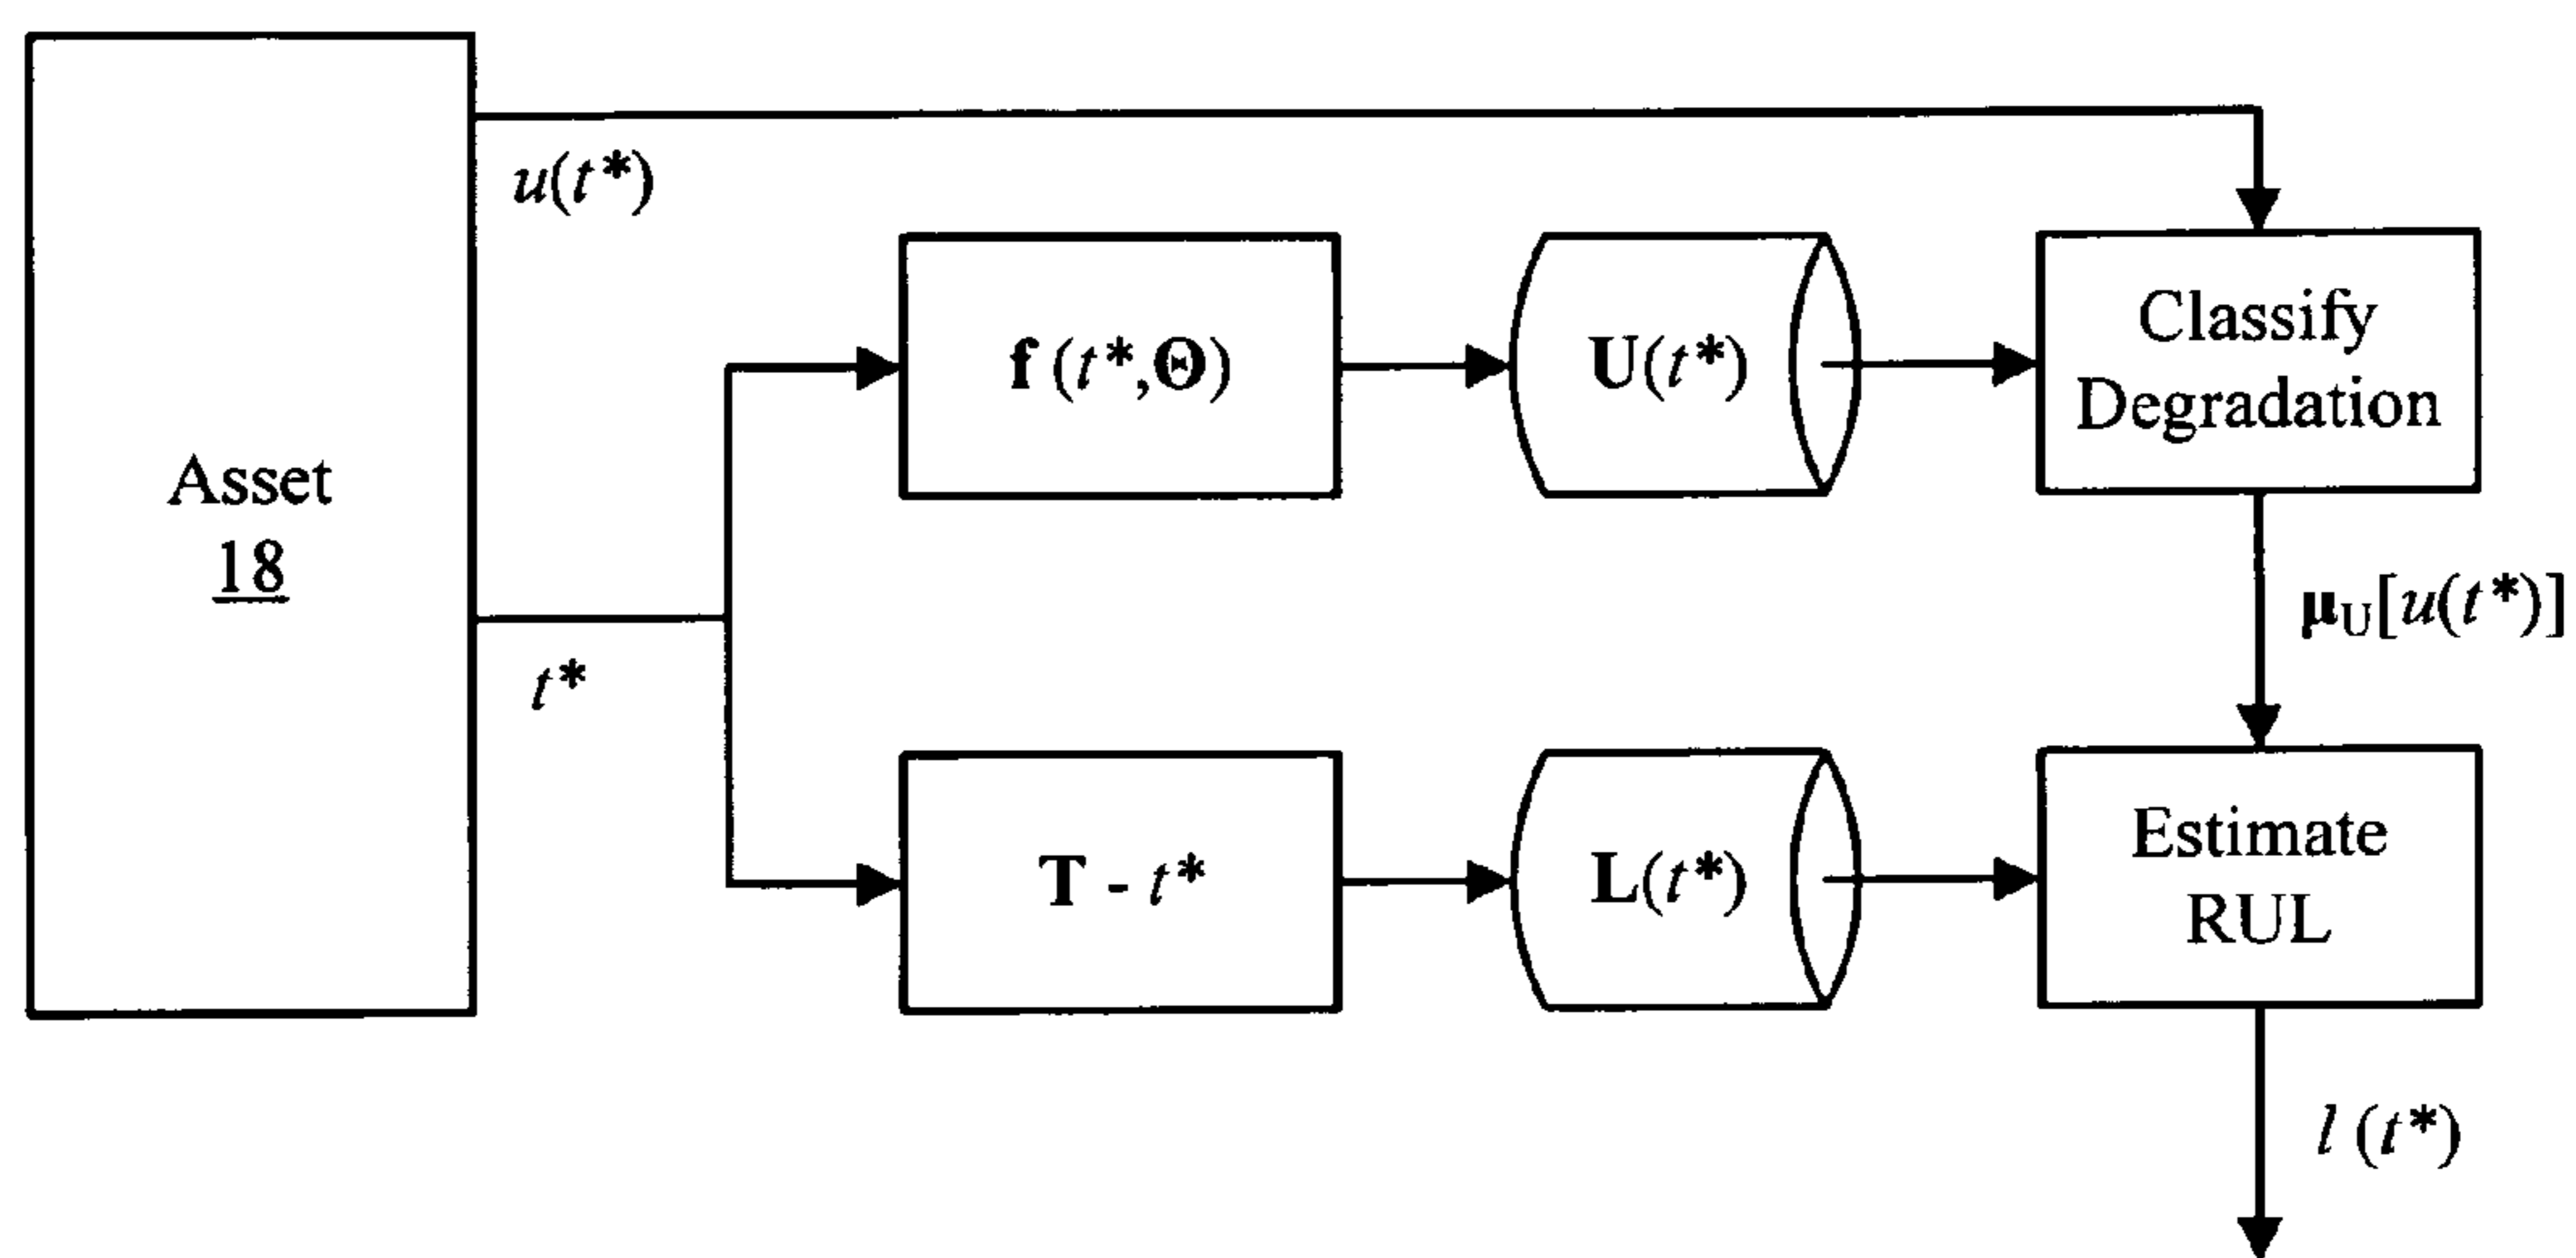 u(t*)
f (t*,Θ)
U(t*)
Classify
Degradation
Asset
18
μU[u(t*)]
t*
T - t*
L(t*)
Estimate
RUL
l (t*)